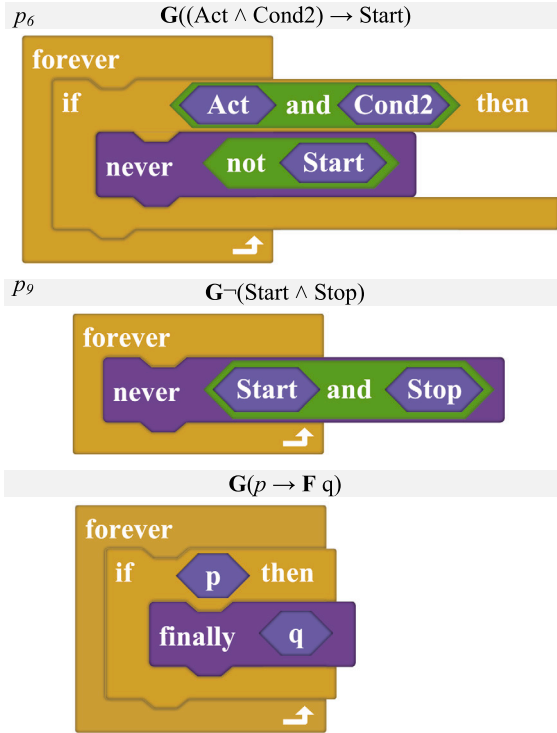 p₆ G((Act ∧ Cond2) → Start)
forever
if Act and Cond2 then
never not Start
p₉ G¬(Start ∧ Stop)
forever
never Start and Stop
G(p → F q)
forever
if p then
finally q